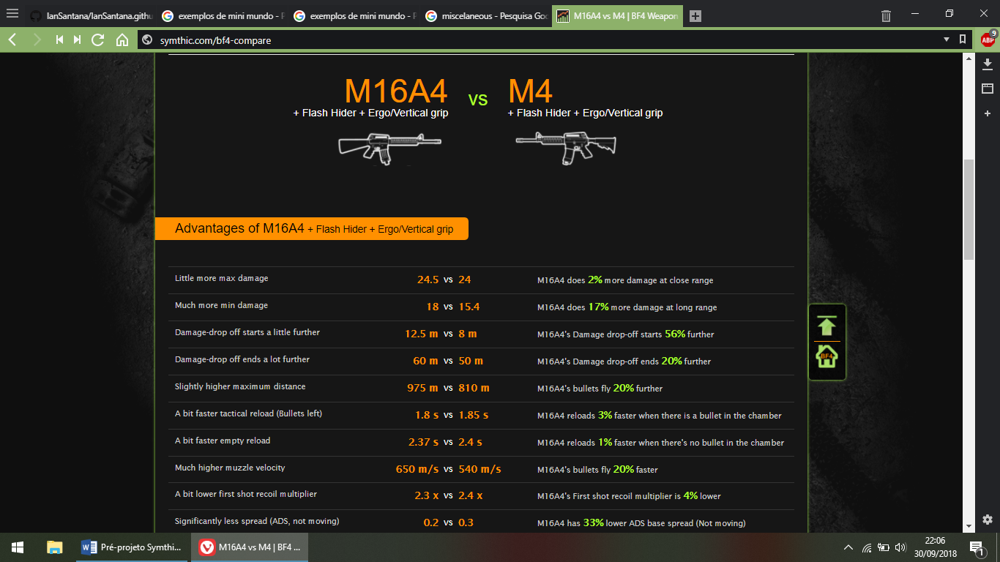 IanSantana/IanSantana.githu
exemplos de mini mundo - P
exemplos de mini mundo - P
miscelaneous - Pesquisa Goo
M16A4 vs M4 | BF4 Weapon
symthic.com/bf4-compare
ABP
9
M16A4 vs M4
+ Flash Hider + Ergo/Vertical grip + Flash Hider + Ergo/Vertical grip
Advantages of M16A4 + Flash Hider + Ergo/Vertical grip
Little more max damage 24.5 vs 24 M16A4 does 2% more damage at close range
Much more min damage 18 vs 15.4 M16A4 does 17% more damage at long range
Damage-drop off starts a little further 12.5 m vs 8 m M16A4's Damage drop-off starts 56% further
Damage-drop off ends a lot further 60 m vs 50 m M16A4's Damage drop-off ends 20% further
Slightly higher maximum distance 975 m vs 810 m M16A4's bullets fly 20% further
A bit faster tactical reload (Bullets left) 1.8 s vs 1.85 s M16A4 reloads 3% faster when there is a bullet in the chamber
A bit faster empty reload 2.37 s vs 2.4 s M16A4 reloads 1% faster when there's no bullet in the chamber
Much higher muzzle velocity 650 m/s vs 540 m/s M16A4's bullets fly 20% faster
A bit lower first shot recoil multiplier 2.3 x vs 2.4 x M16A4's First shot recoil multiplier is 4% lower
Significantly less spread (ADS, not moving) 0.2 vs 0.3 M16A4 has 33% lower ADS base spread (Not moving)
BF4
Pré-projeto Symthi...
M16A4 vs M4 | BF4 ...
22:06
30/09/2018
1